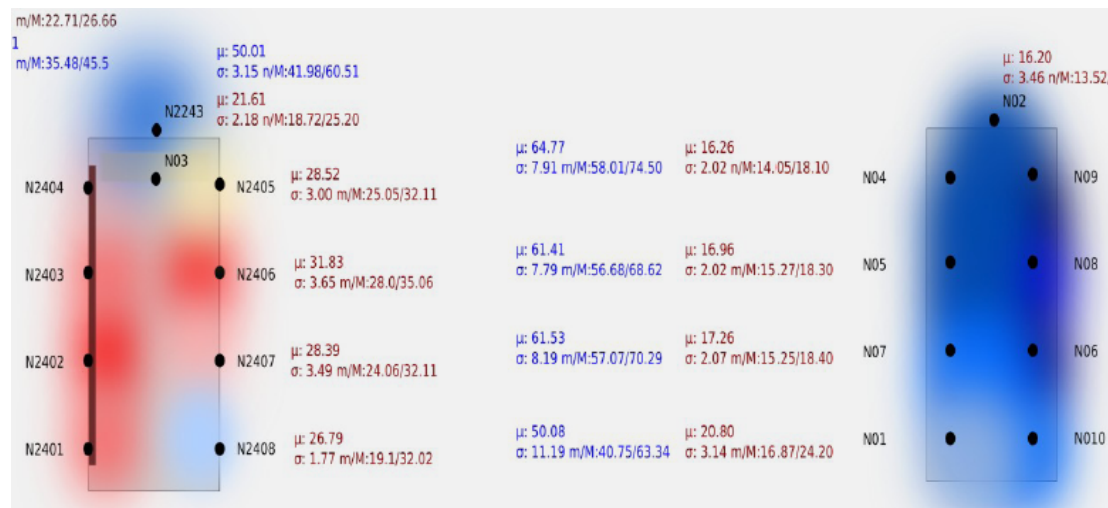 m/M:22.71/26.66
1
m/M:35.48/45.5
μ: 50.01
σ: 3.15 n/M:41.98/60.51
N2243
μ: 21.61
σ: 2.18 n/M:18.72/25.20
N03
N2404
N2405
μ: 28.52
σ: 3.00 m/M:25.05/32.11
N2403
N2406
μ: 31.83
σ: 3.65 m/M:28.0/35.06
N2402
N2407
μ: 28.39
σ: 3.49 m/M:24.06/32.11
N2401
N2408
μ: 26.79
σ: 1.77 m/M:19.1/32.02
μ: 64.77
σ: 7.91 m/M:58.01/74.50
μ: 16.26
σ: 2.02 n/M:14.05/18.10
μ: 61.41
σ: 7.79 m/M:56.68/68.62
μ: 16.96
σ: 2.02 m/M:15.27/18.30
μ: 61.53
σ: 8.19 m/M:57.07/70.29
μ: 17.26
σ: 2.07 m/M:15.25/18.40
μ: 50.08
σ: 11.19 m/M:40.75/63.34
μ: 20.80
σ: 3.14 m/M:16.87/24.20
μ: 16.20
σ: 3.46 n/M:13.52/
N02
N04
N09
N05
N08
N07
N06
N01
N010